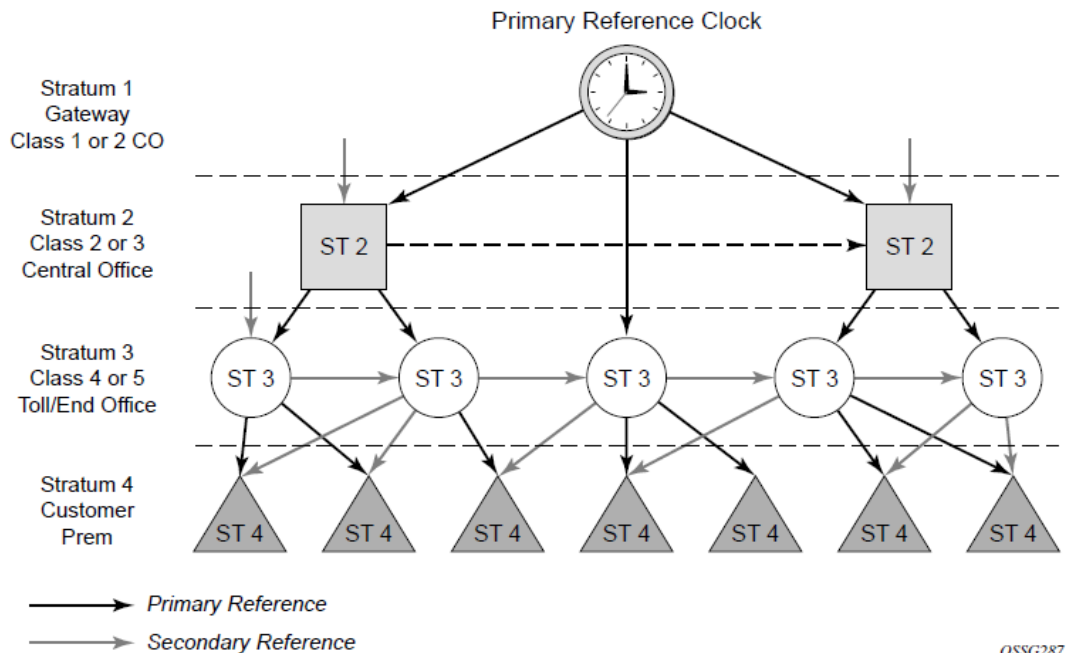 Primary Reference Clock
Stratum 1
Gateway
Class 1 or 2 CO
Stratum 2
Class 2 or 3
Central Office
ST 2
ST 2
Stratum 3
Class 4 or 5
Toll/End Office
ST 3
ST 3
ST 3
ST 3
ST 3
Stratum 4
Customer
Prem
ST 4
ST 4
ST 4
ST 4
ST 4
ST 4
ST 4
Primary Reference
Secondary Reference
OSSG287